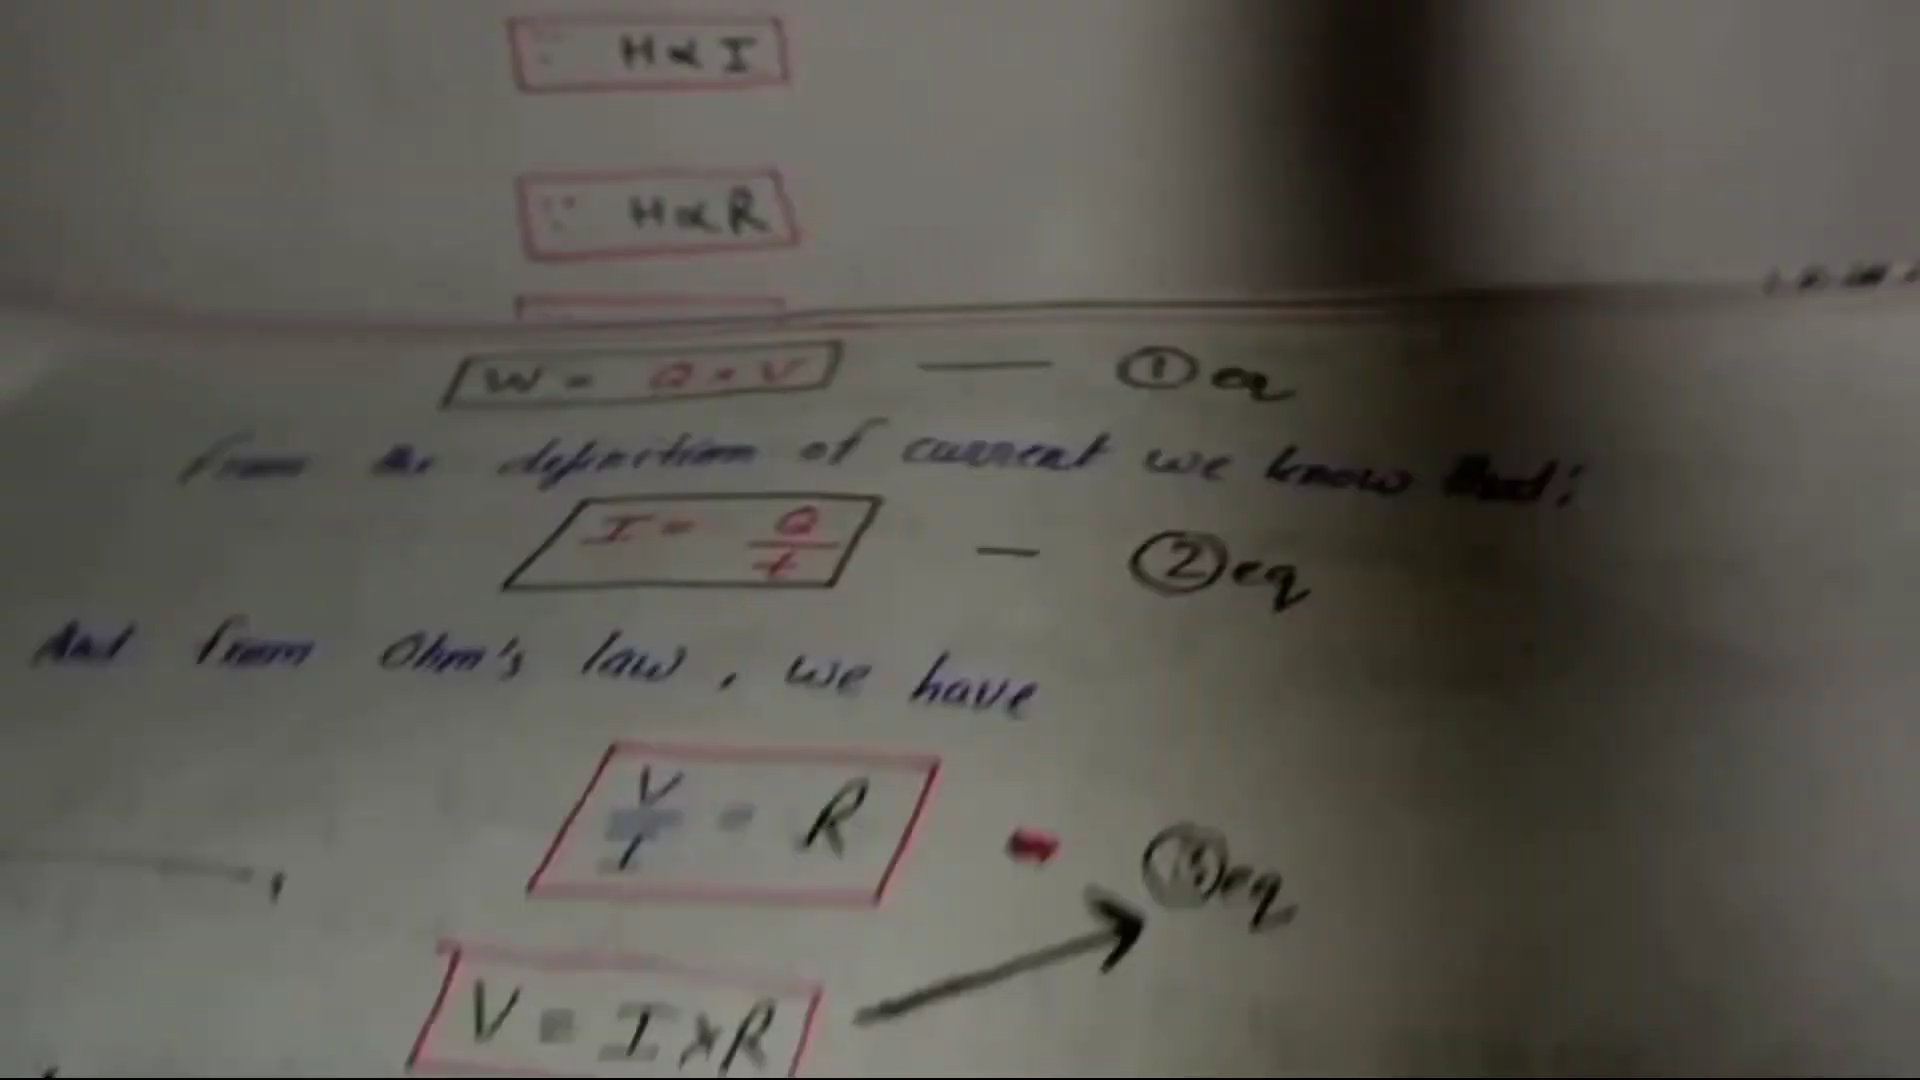 ∵ H∝I
∵ H∝R
W = Q × V — ① eq
From the definition of current we know that;
I = Q/t — ② eq
And from Ohm's law, we have
V/I = R - ③ eq
V = I × R